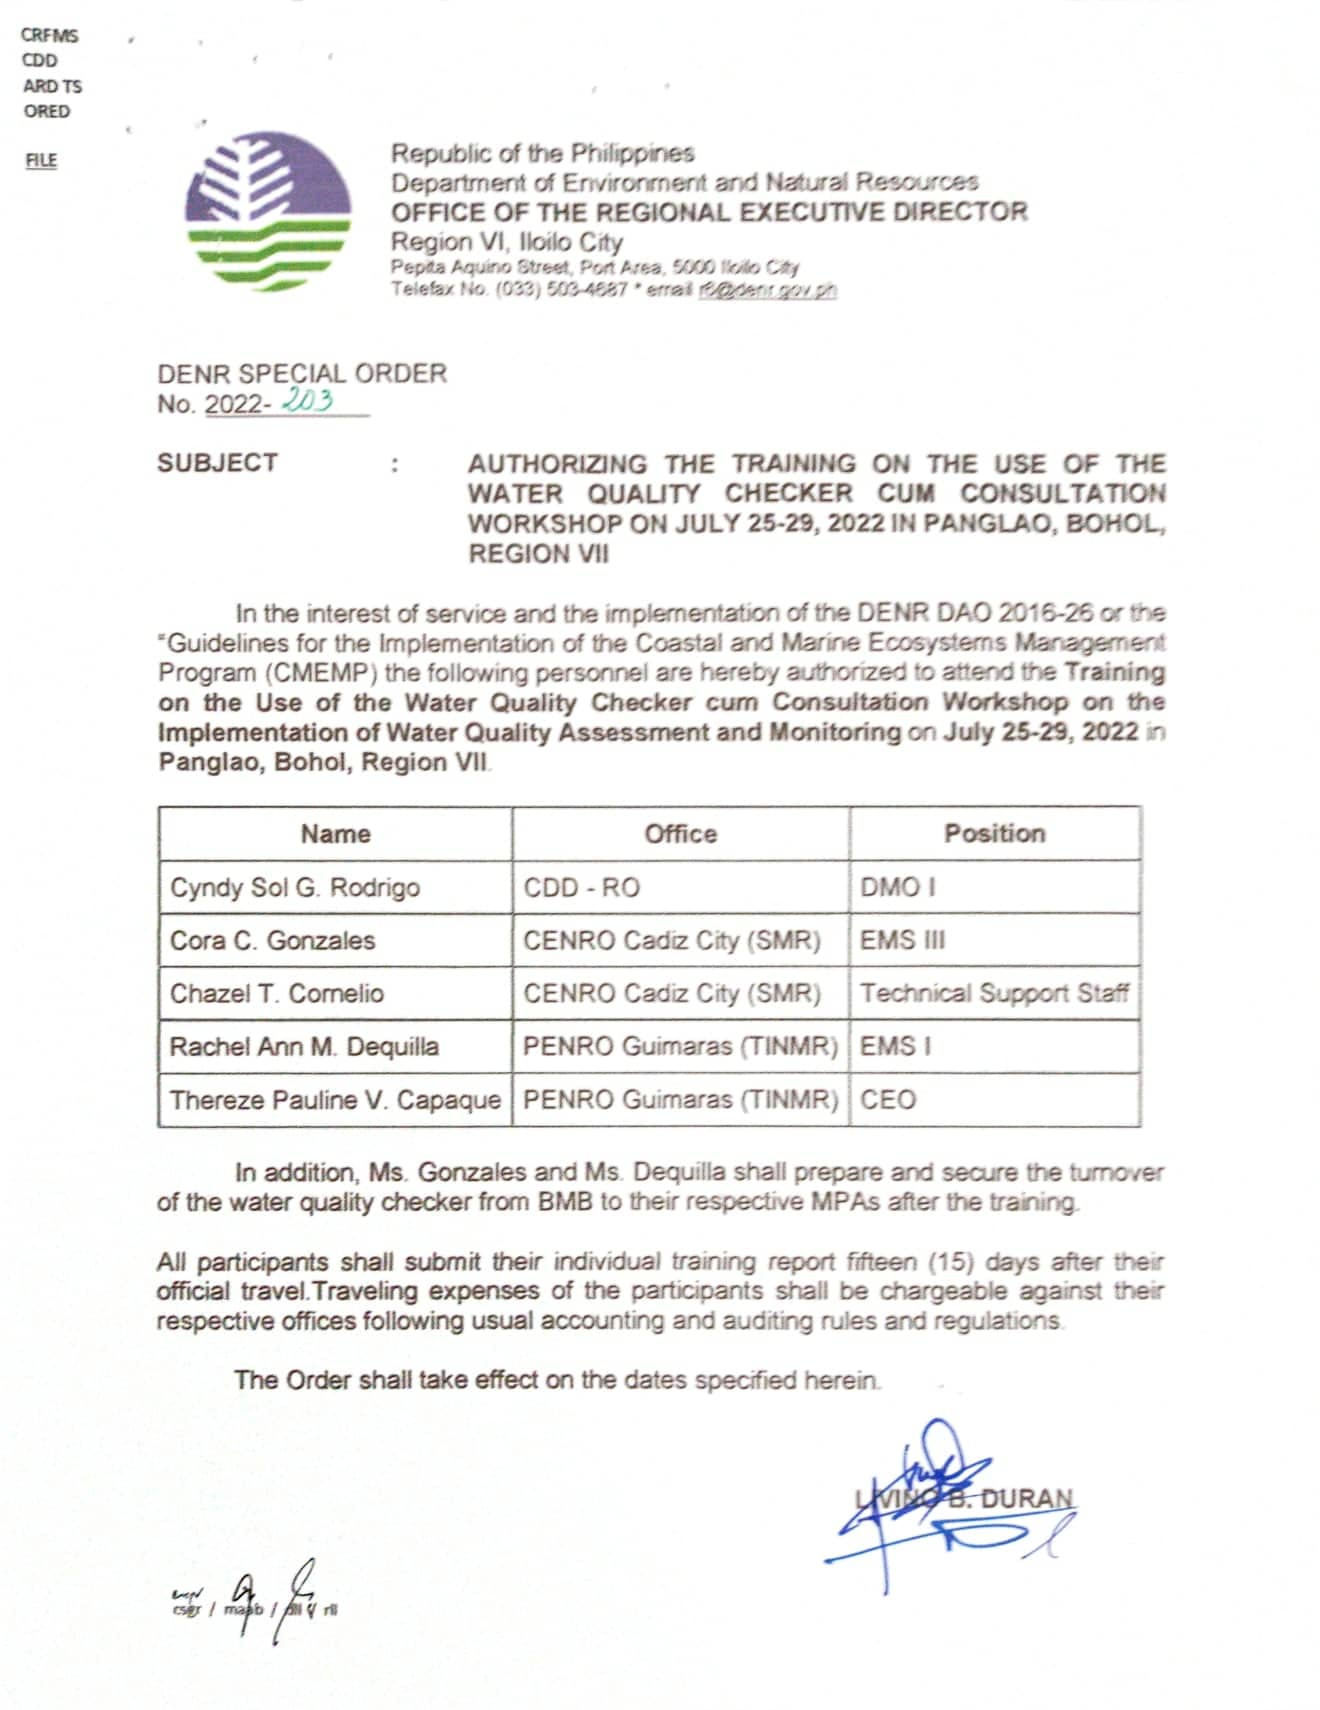 CRFMS
CDD
ARD TS
ORED
FILE
Republic of the Philippines
Department of Environment and Natural Resources
OFFICE OF THE REGIONAL EXECUTIVE DIRECTOR
Region VI, Iloilo City
Pepita Aquino Street, Port Area, 5000 Iloilo City
Telefax No. (033) 503-4687 * email r6@denr.gov.ph
DENR SPECIAL ORDER
No. 2022- 203
SUBJECT : AUTHORIZING THE TRAINING ON THE USE OF THE
WATER QUALITY CHECKER CUM CONSULTATION
WORKSHOP ON JULY 25-29, 2022 IN PANGLAO, BOHOL,
REGION VII
In the interest of service and the implementation of the DENR DAO 2016-26 or the
“Guidelines for the Implementation of the Coastal and Marine Ecosystems Management
Program (CMEMP) the following personnel are hereby authorized to attend the Training
on the Use of the Water Quality Checker cum Consultation Workshop on the
Implementation of Water Quality Assessment and Monitoring on July 25-29, 2022 in
Panglao, Bohol, Region VII.
Name Office Position
Cyndy Sol G. Rodrigo CDD - RO DMO I
Cora C. Gonzales CENRO Cadiz City (SMR) EMS III
Chazel T. Cornelio CENRO Cadiz City (SMR) Technical Support Staff
Rachel Ann M. Dequilla PENRO Guimaras (TINMR) EMS I
Thereze Pauline V. Capaque PENRO Guimaras (TINMR) CEO
In addition, Ms. Gonzales and Ms. Dequilla shall prepare and secure the turnover
of the water quality checker from BMB to their respective MPAs after the training.
All participants shall submit their individual training report fifteen (15) days after their
official travel.Traveling expenses of the participants shall be chargeable against their
respective offices following usual accounting and auditing rules and regulations.
The Order shall take effect on the dates specified herein.
LIVINO B. DURAN
csgr / maab / rll